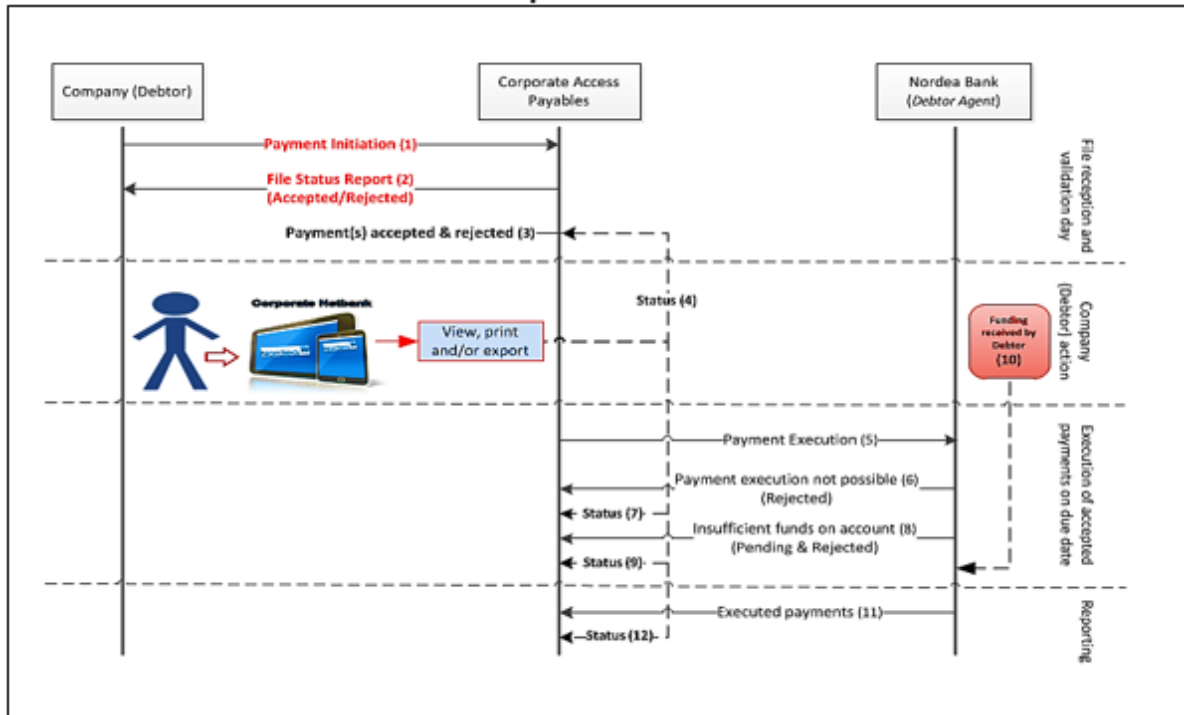 Company (Debtor)
Corporate Access
Payables
Nordea Bank
(Debtor Agent)
Payment Initiation (1)
File Status Report (2)
(Accepted/Rejected)
Payment(s) accepted & rejected (3)
File reception and
validation day
Corporate Netbank
View, print
and/or export
Status (4)
Funding
received by
Debtor
(10)
Company
(Debtor) action
Payment Execution (5)
Payment execution not possible (6)
(Rejected)
Status (7)
Insufficient funds on account (8)
(Pending & Rejected)
Status (9)
Execution of accepted
payments on due date
Executed payments (11)
Status (12)
Reporting